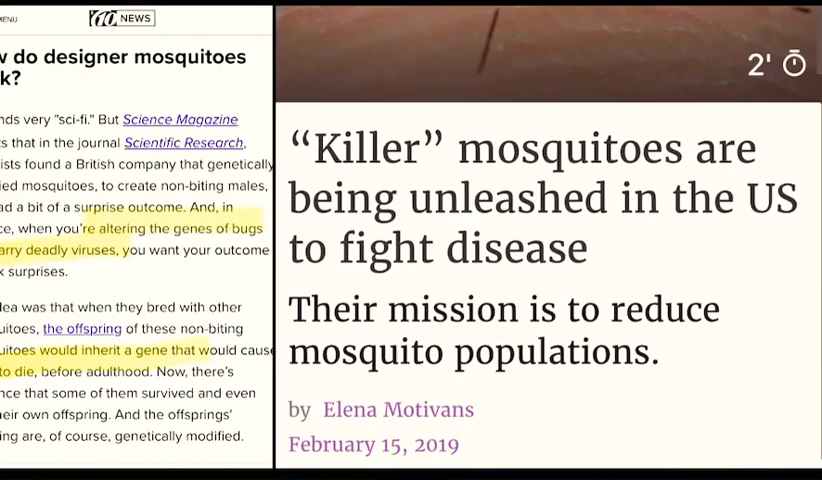 MENU
10 NEWS
w do designer mosquitoes
k?
nds very "sci-fi." But Science Magazine
ts that in the journal Scientific Research,
ists found a British company that genetically
ied mosquitoes, to create non-biting males,
ad a bit of a surprise outcome. And, in
ce, when you're altering the genes of bugs
arry deadly viruses, you want your outcome
k surprises.
dea was that when they bred with other
uitoes, the offspring of these non-biting
uitoes would inherit a gene that would cause
to die, before adulthood. Now, there's
nce that some of them survived and even
heir own offspring. And the offsprings'
ing are, of course, genetically modified.
2'
“Killer” mosquitoes are
being unleashed in the US
to fight disease
Their mission is to reduce
mosquito populations.
by Elena Motivans
February 15, 2019